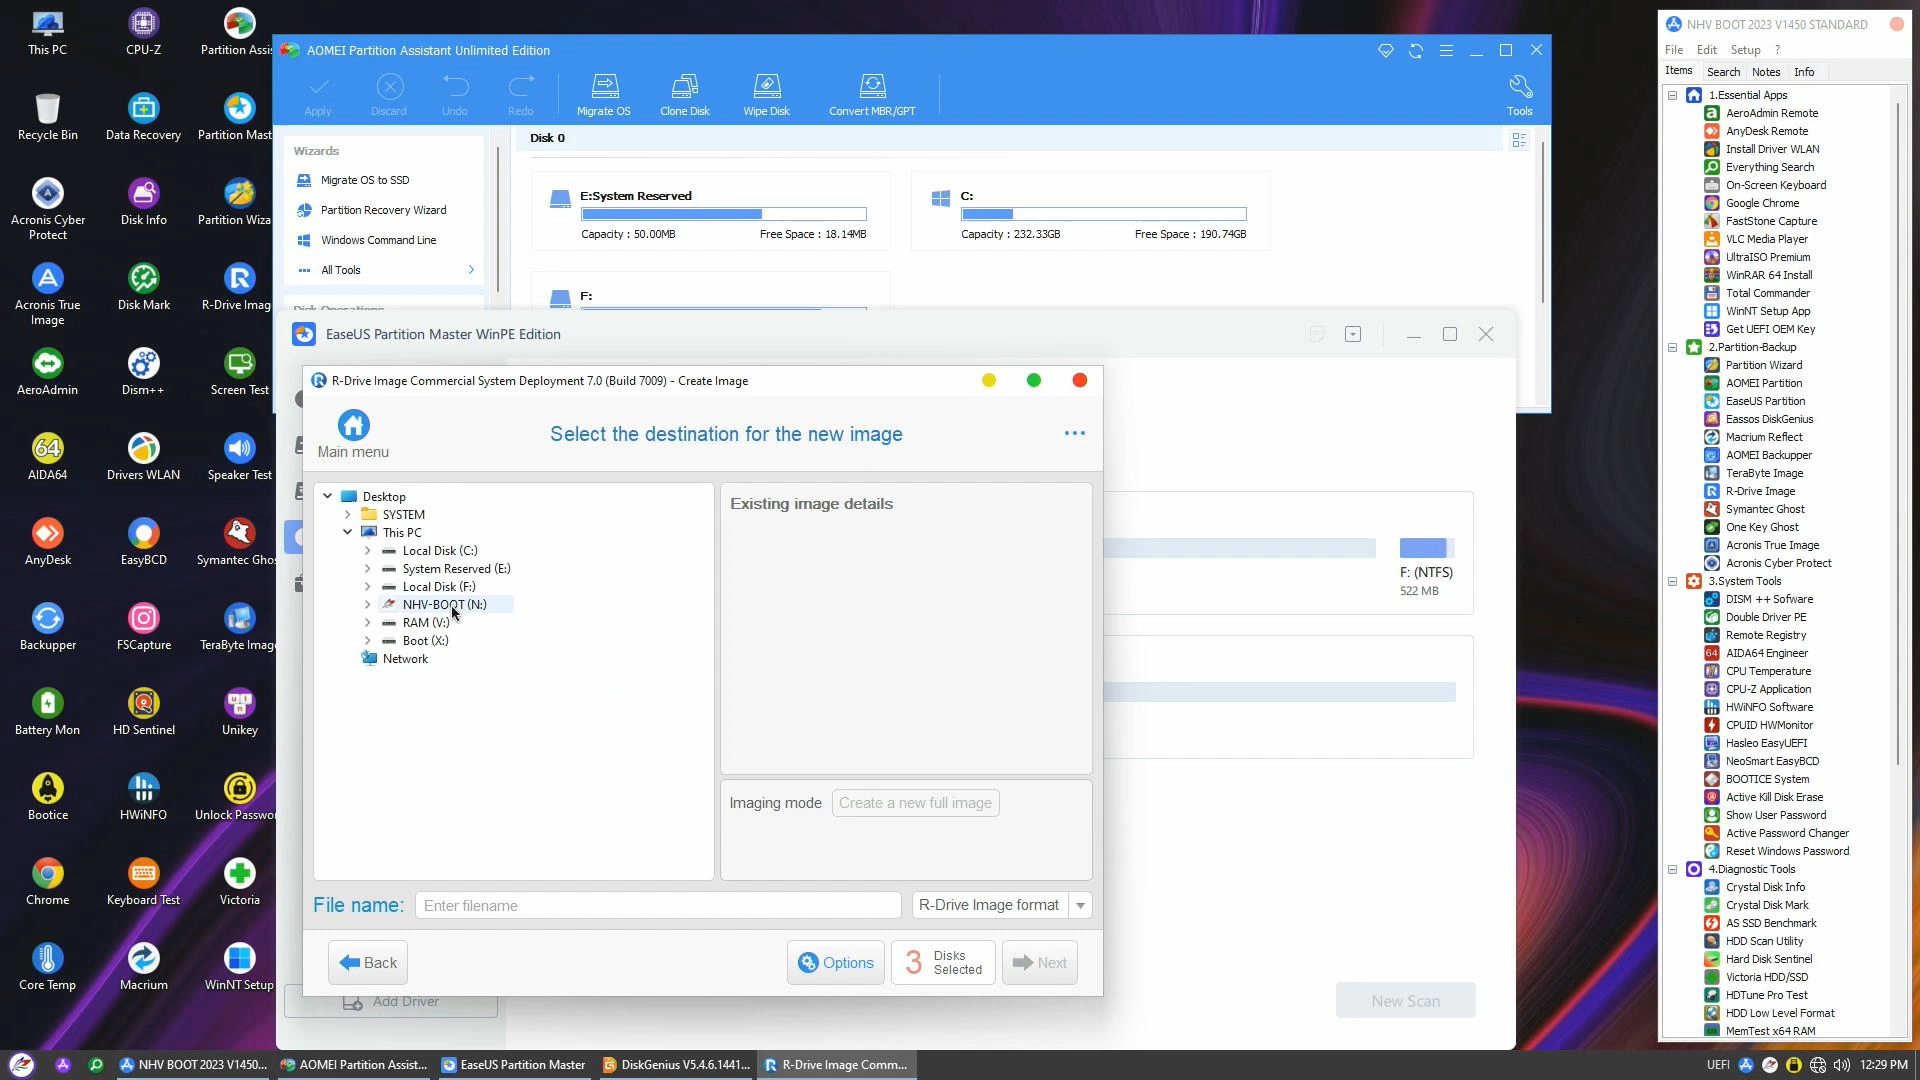 This PC
CPU-Z
Partition Assis
Recycle Bin
Data Recovery
Partition Mast
Acronis Cyber
Protect
Disk Info
Partition Wiza
Acronis True
Image
Disk Mark
R-Drive Imag
AeroAdmin
Dism++
Screen Test
64
AIDA64
Drivers WLAN
Speaker Test
AnyDesk
EasyBCD
Symantec Ghos
Backupper
FSCapture
TeraByte Imag
Battery Mon
HD Sentinel
Unikey
Bootice
HWiNFO
Unlock Passwo
Chrome
Keyboard Test
Victoria
Core Temp
Macrium
WinNT Setup
AOMEI Partition Assistant Unlimited Edition
Apply
Discard
Undo
Redo
Migrate OS
Clone Disk
Wipe Disk
Convert MBR/GPT
Tools
Wizards
Migrate OS to SSD
Partition Recovery Wizard
Windows Command Line
All Tools
Disk Operations
Disk 0
E:System Reserved
Capacity : 50.00MB
Free Space : 18.14MB
C:
Capacity : 232.33GB
Free Space : 190.74GB
F:
EaseUS Partition Master WinPE Edition
F: (NTFS)
522 MB
Add Driver
New Scan
R-Drive Image Commercial System Deployment 7.0 (Build 7009) - Create Image
Main menu
Select the destination for the new image
Desktop
SYSTEM
This PC
Local Disk (C:)
System Reserved (E:)
Local Disk (F:)
NHV-BOOT (N:)
RAM (V:)
Boot (X:)
Network
Existing image details
Imaging mode
Create a new full image
File name:
Enter filename
R-Drive Image format
Back
Options
3
Disks
Selected
Next
NHV BOOT 2023 V1450 STANDARD
File
Edit
Setup
?
Items
Search
Notes
Info
1.Essential Apps
AeroAdmin Remote
AnyDesk Remote
Install Driver WLAN
Everything Search
On-Screen Keyboard
Google Chrome
FastStone Capture
VLC Media Player
UltraISO Premium
WinRAR 64 Install
Total Commander
WinNT Setup App
Get UEFI OEM Key
2.Partition-Backup
Partition Wizard
AOMEI Partition
EaseUS Partition
Eassos DiskGenius
Macrium Reflect
AOMEI Backupper
TeraByte Image
R-Drive Image
Symantec Ghost
One Key Ghost
Acronis True Image
Acronis Cyber Protect
3.System Tools
DISM ++ Sofware
Double Driver PE
Remote Registry
AIDA64 Engineer
CPU Temperature
CPU-Z Application
HWiNFO Software
CPUID HWMonitor
Hasleo EasyUEFI
NeoSmart EasyBCD
BOOTICE System
Active Kill Disk Erase
Show User Password
Active Password Changer
Reset Windows Password
4.Diagnostic Tools
Crystal Disk Info
Crystal Disk Mark
AS SSD Benchmark
HDD Scan Utility
Hard Disk Sentinel
Victoria HDD/SSD
HDTune Pro Test
HDD Low Level Format
MemTest x64 RAM
NHV BOOT 2023 V1450...
AOMEI Partition Assist...
EaseUS Partition Master
DiskGenius V5.4.6.1441...
R-Drive Image Comm...
UEFI
12:29 PM